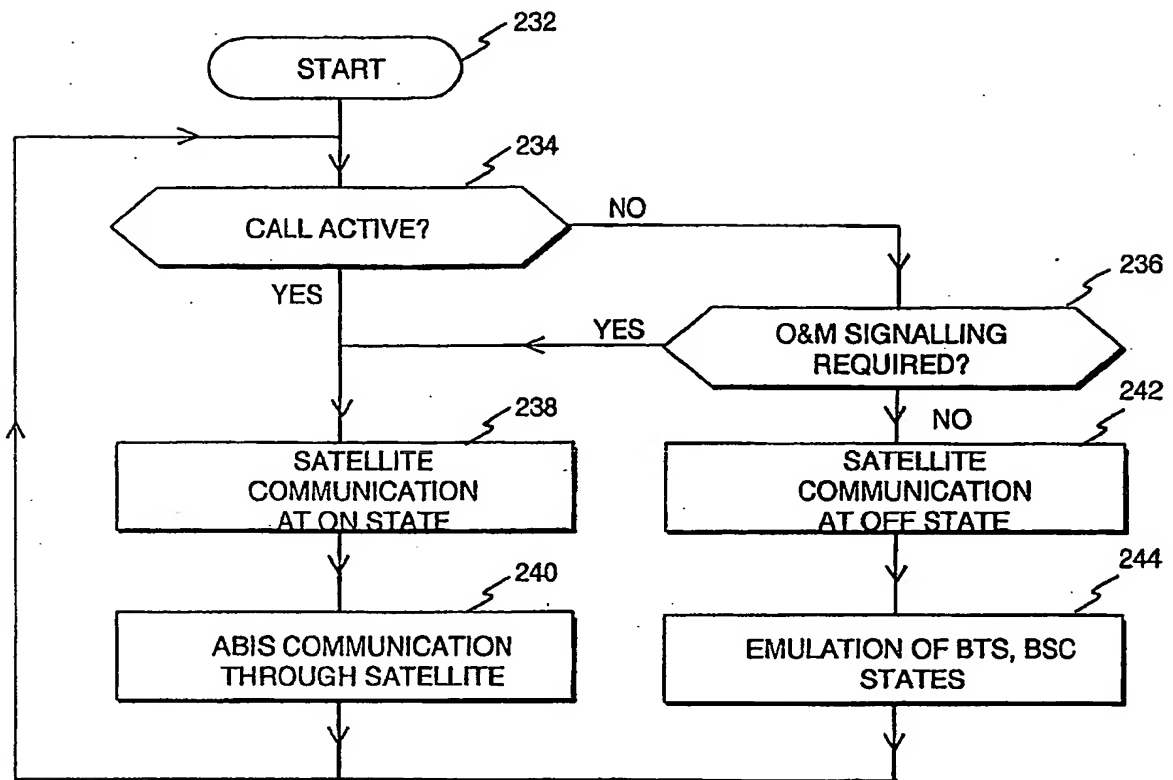 232
START
234
CALL ACTIVE?
NO
236
YES
YES
O&M SIGNALLING
REQUIRED?
238
242
NO
SATELLITE
COMMUNICATION
AT ON STATE
SATELLITE
COMMUNICATION
AT OFF STATE
240
244
ABIS COMMUNICATION
THROUGH SATELLITE
EMULATION OF BTS, BSC
STATES